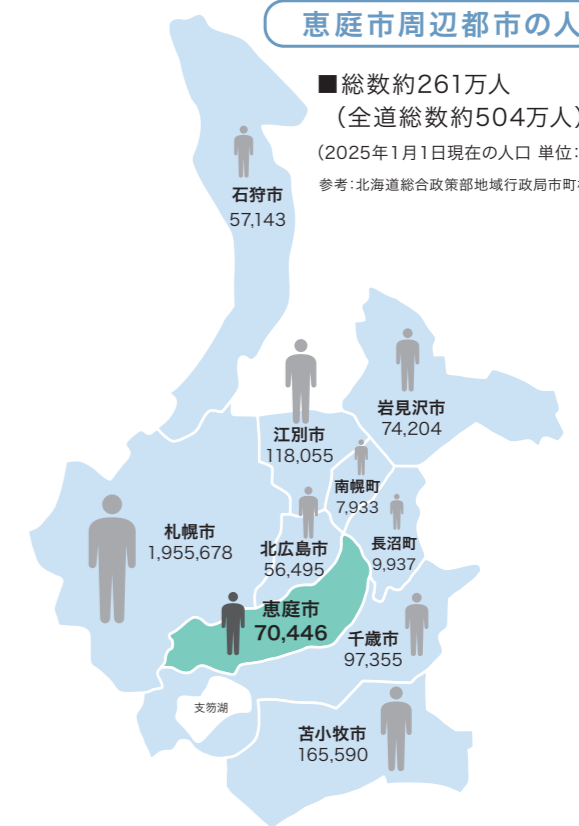 恵庭市周辺都市の人
■総数約261万人
（全道総数約504万人）
（2025年1月1日現在の人口 単位：
参考：北海道総合政策部地域行政局市町村
石狩市
57,143
岩見沢市
74,204
江別市
118,055
南幌町
7,933
長沼町
9,937
札幌市
1,955,678
北広島市
56,495
恵庭市
70,446
千歳市
97,355
支笏湖
苫小牧市
165,590